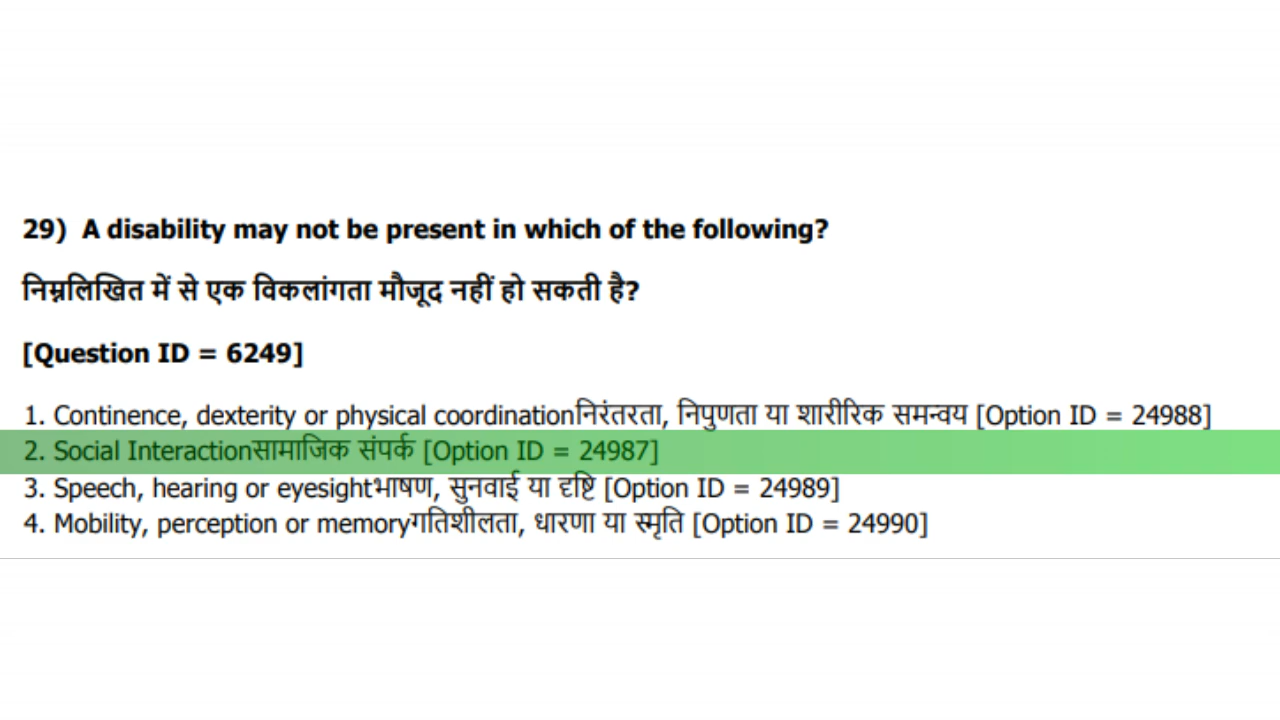 29) A disability may not be present in which of the following?
निम्नलिखित में से एक विकलांगता मौजूद नहीं हो सकती है?
[Question ID = 6249]
1. Continence, dexterity or physical coordinationनिरंतरता, निपुणता या शारीरिक समन्वय [Option ID = 24988]
2. Social Interactionसामाजिक संपर्क [Option ID = 24987]
3. Speech, hearing or eyesightभाषण, सुनवाई या दृष्टि [Option ID = 24989]
4. Mobility, perception or memoryगतिशीलता, धारणा या स्मृति [Option ID = 24990]